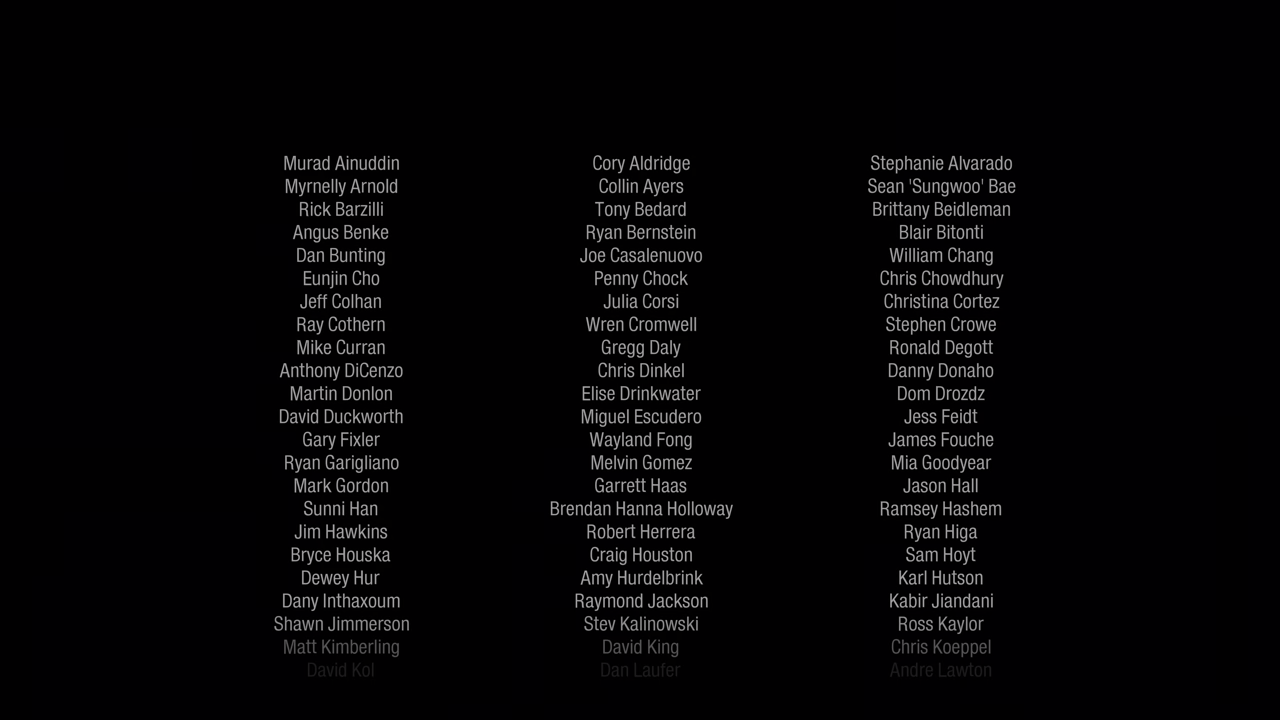 Murad Ainuddin Cory Aldridge Stephanie Alvarado
Myrnelly Arnold Collin Ayers Sean 'Sungwoo' Bae
Rick Barzilli Tony Bedard Brittany Beidleman
Angus Benke Ryan Bernstein Blair Bitonti
Dan Bunting Joe Casalenuovo William Chang
Eunjin Cho Penny Chock Chris Chowdhury
Jeff Colhan Julia Corsi Christina Cortez
Ray Cothern Wren Cromwell Stephen Crowe
Mike Curran Gregg Daly Ronald Degott
Anthony DiCenzo Chris Dinkel Danny Donaho
Martin Donlon Elise Drinkwater Dom Drozdz
David Duckworth Miguel Escudero Jess Feidt
Gary Fixler Wayland Fong James Fouche
Ryan Garigliano Melvin Gomez Mia Goodyear
Mark Gordon Garrett Haas Jason Hall
Sunni Han Brendan Hanna Holloway Ramsey Hashem
Jim Hawkins Robert Herrera Ryan Higa
Bryce Houska Craig Houston Sam Hoyt
Dewey Hur Amy Hurdelbrink Karl Hutson
Dany Inthaxoum Raymond Jackson Kabir Jiandani
Shawn Jimmerson Stev Kalinowski Ross Kaylor
Matt Kimberling David King Chris Koeppel
David Kol Dan Laufer Andre Lawton